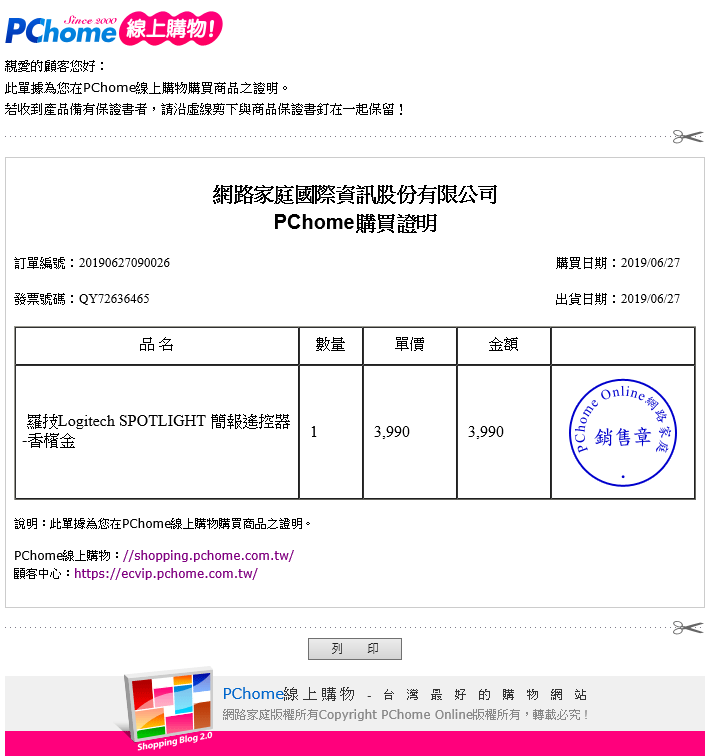 Since 2000
PChome 線上購物!
親愛的顧客您好：
此單據為您在PChome線上購物購買商品之證明。
若收到產品備有保證書者，請沿虛線剪下與商品保證書釘在一起保留！
網路家庭國際資訊股份有限公司
PChome購買證明
訂單編號：20190627090026 購買日期：2019/06/27
發票號碼：QY72636465 出貨日期：2019/06/27
品名 數量 單價 金額
羅技Logitech SPOTLIGHT 簡報遙控器
-香檳金 1 3,990 3,990
PChome Online網路家庭
銷售章
說明：此單據為您在PChome線上購物購買商品之證明。
PChome線上購物：//shopping.pchome.com.tw/
顧客中心：https://ecvip.pchome.com.tw/
列 印
PChome線上購物 - 台灣最好的購物網站
網路家庭版權所有Copyright PChome Online版權所有，轉載必究！
Shopping Blog 2.0